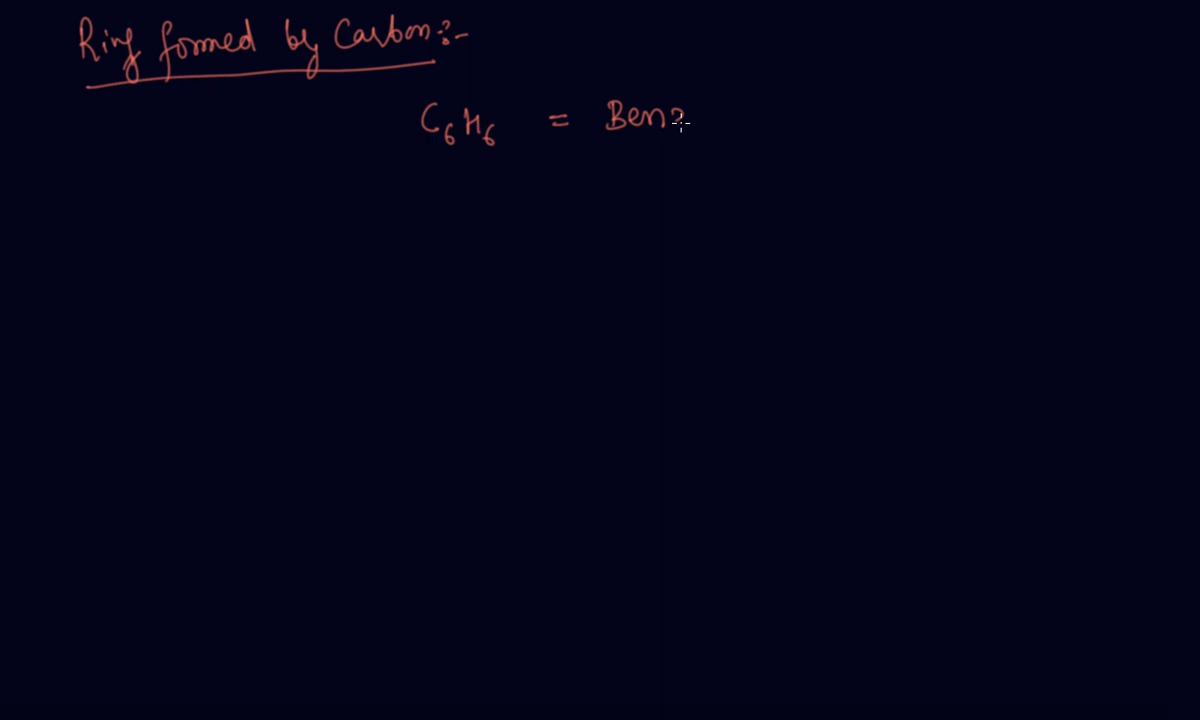 Ring formed by Carbon:-
C₆H₆ = Benz